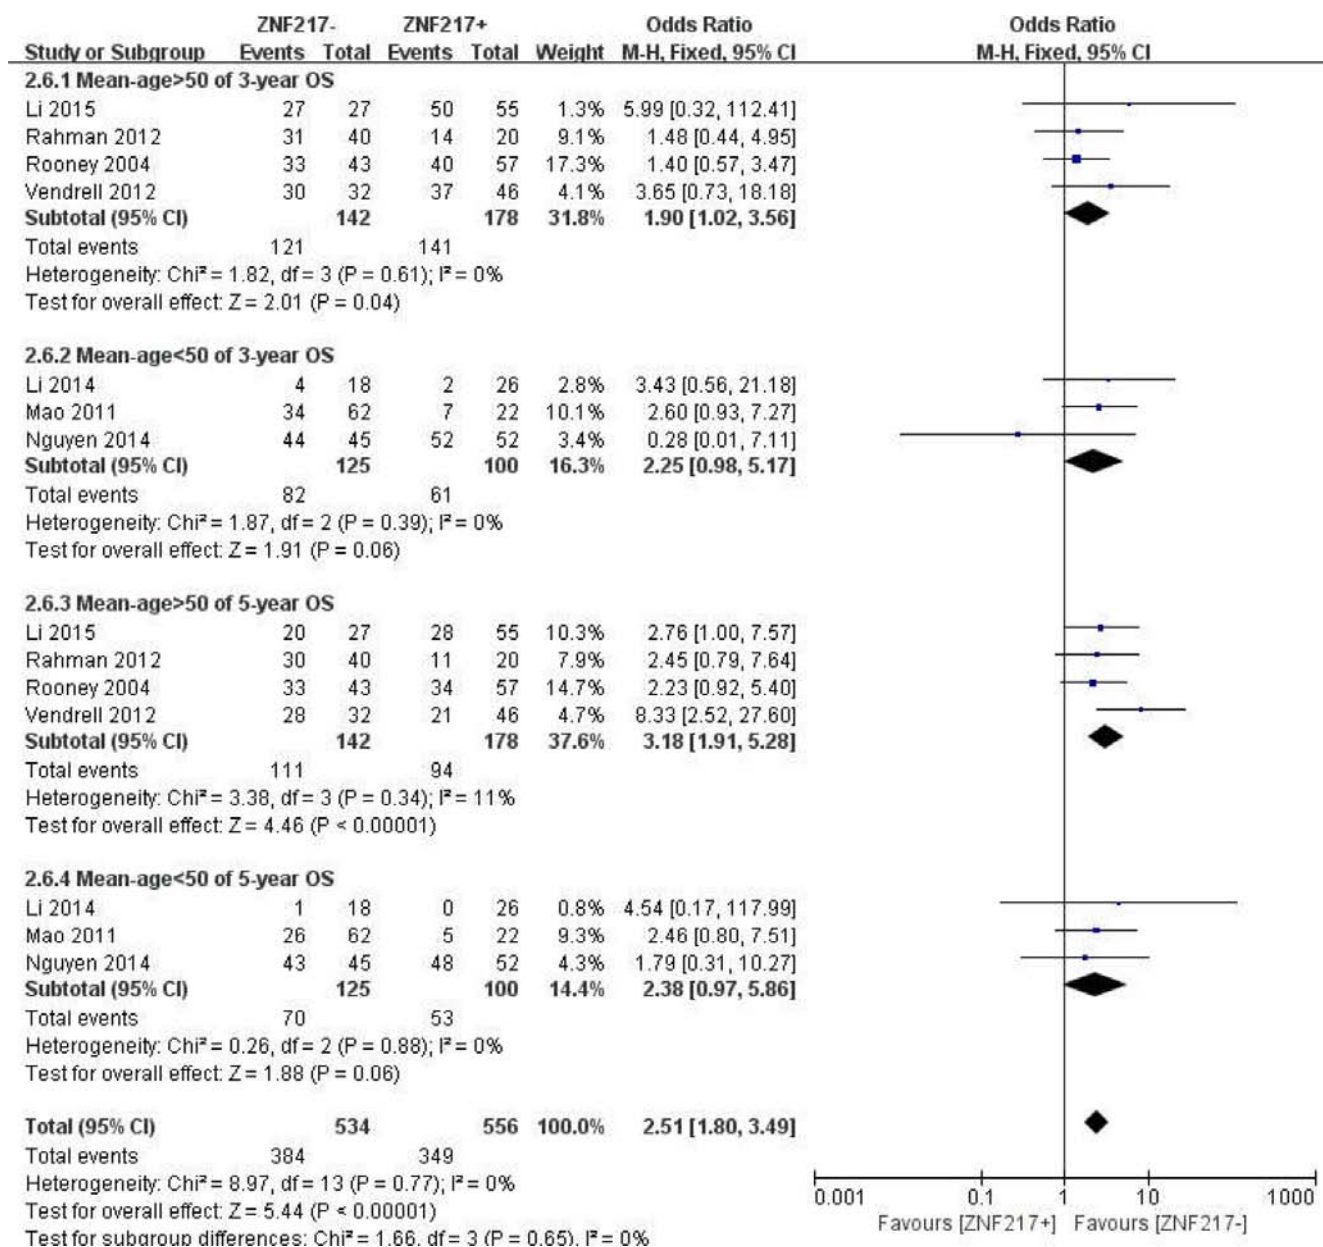 ZNF217- ZNF217+ Odds Ratio Odds Ratio
Study or Subgroup Events Total Events Total Weight M-H, Fixed, 95% CI M-H, Fixed, 95% CI
2.6.1 Mean-age>50 of 3-year OS
Li 2015 27 27 50 55 1.3% 5.99 [0.32, 112.41]
Rahman 2012 31 40 14 20 9.1% 1.48 [0.44, 4.95]
Rooney 2004 33 43 40 57 17.3% 1.40 [0.57, 3.47]
Vendrell 2012 30 32 37 46 4.1% 3.65 [0.73, 18.18]
Subtotal (95% CI) 142 178 31.8% 1.90 [1.02, 3.56]
Total events 121 141
Heterogeneity: Chi² = 1.82, df = 3 (P = 0.61); I² = 0%
Test for overall effect: Z = 2.01 (P = 0.04)
2.6.2 Mean-age<50 of 3-year OS
Li 2014 4 18 2 26 2.8% 3.43 [0.56, 21.18]
Mao 2011 34 62 7 22 10.1% 2.60 [0.93, 7.27]
Nguyen 2014 44 45 52 52 3.4% 0.28 [0.01, 7.11]
Subtotal (95% CI) 125 100 16.3% 2.25 [0.98, 5.17]
Total events 82 61
Heterogeneity: Chi² = 1.87, df = 2 (P = 0.39); I² = 0%
Test for overall effect: Z = 1.91 (P = 0.06)
2.6.3 Mean-age>50 of 5-year OS
Li 2015 20 27 28 55 10.3% 2.76 [1.00, 7.57]
Rahman 2012 30 40 11 20 7.9% 2.45 [0.79, 7.64]
Rooney 2004 33 43 34 57 14.7% 2.23 [0.92, 5.40]
Vendrell 2012 28 32 21 46 4.7% 8.33 [2.52, 27.60]
Subtotal (95% CI) 142 178 37.6% 3.18 [1.91, 5.28]
Total events 111 94
Heterogeneity: Chi² = 3.38, df = 3 (P = 0.34); I² = 11%
Test for overall effect: Z = 4.46 (P < 0.00001)
2.6.4 Mean-age<50 of 5-year OS
Li 2014 1 18 0 26 0.8% 4.54 [0.17, 117.99]
Mao 2011 26 62 5 22 9.3% 2.46 [0.80, 7.51]
Nguyen 2014 43 45 48 52 4.3% 1.79 [0.31, 10.27]
Subtotal (95% CI) 125 100 14.4% 2.38 [0.97, 5.86]
Total events 70 53
Heterogeneity: Chi² = 0.26, df = 2 (P = 0.88); I² = 0%
Test for overall effect: Z = 1.88 (P = 0.06)
Total (95% CI) 534 556 100.0% 2.51 [1.80, 3.49]
Total events 384 349
Heterogeneity: Chi² = 8.97, df = 13 (P = 0.77); I² = 0%
Test for overall effect: Z = 5.44 (P < 0.00001)
Test for subgroup differences: Chi² = 1.66, df = 3 (P = 0.65), I² = 0%
0.001 0.1 1 10 1000
Favours [ZNF217+] Favours [ZNF217-]